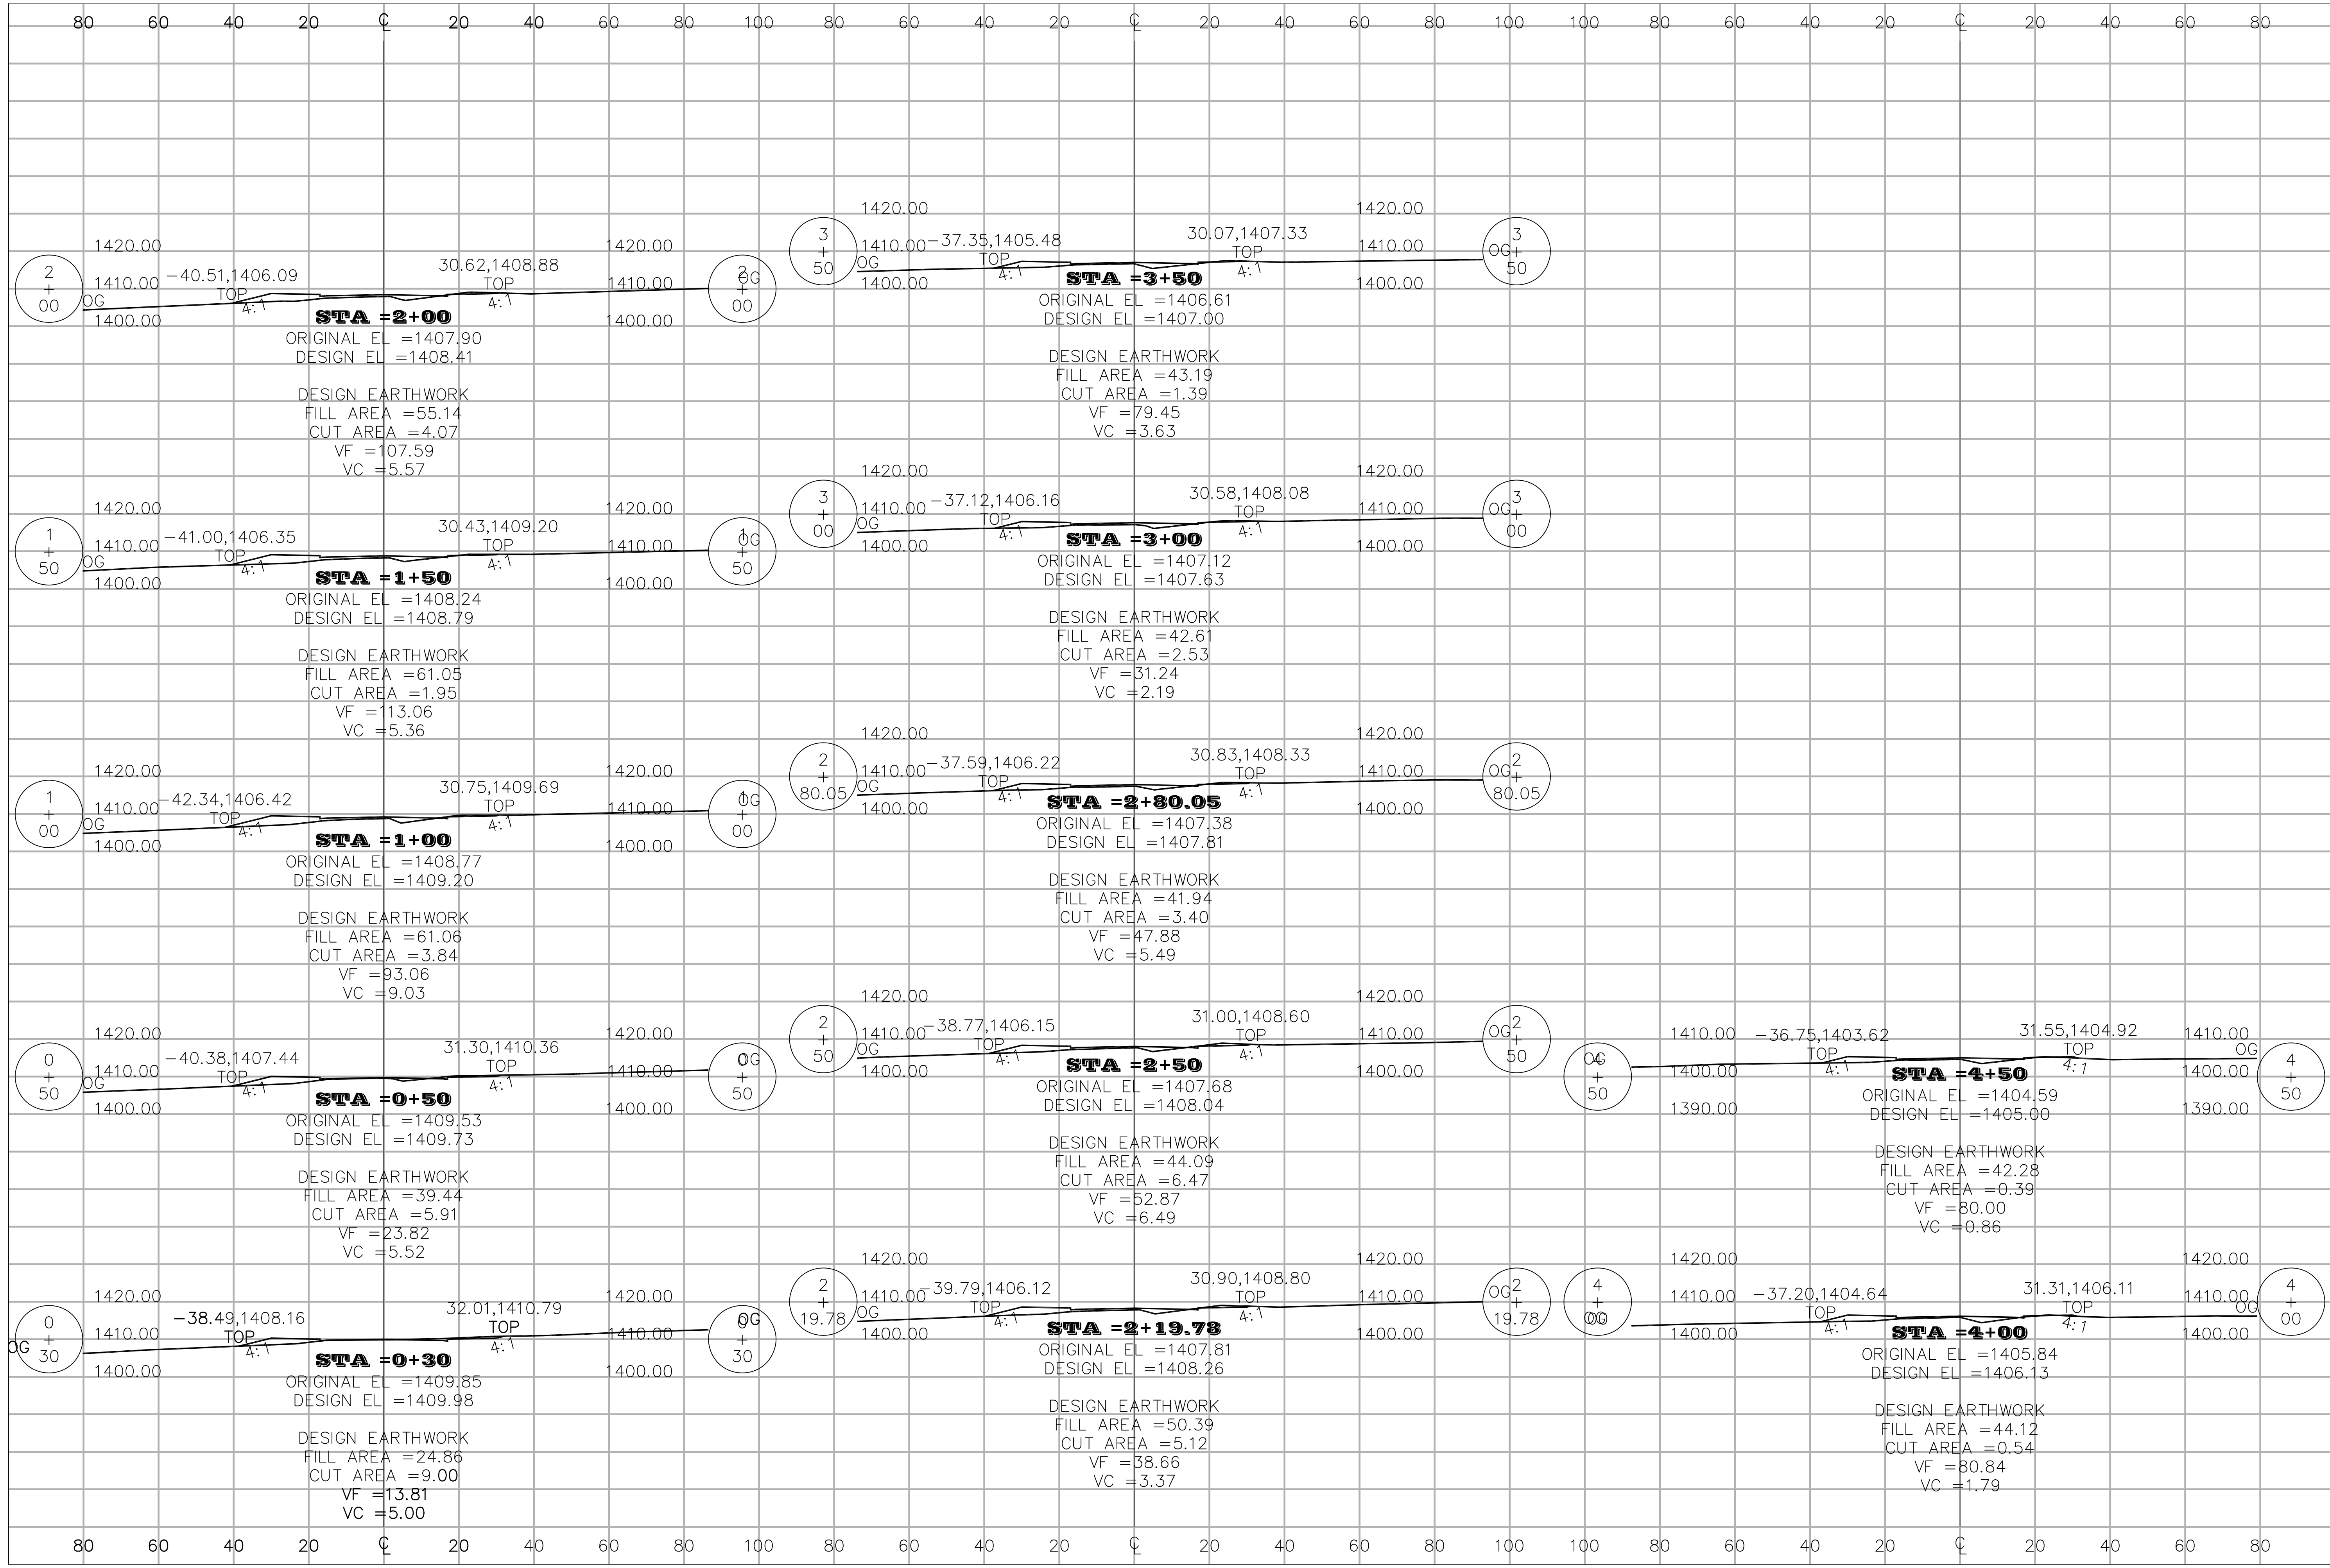 80 60 40 20 ℄ 20 40 60 80 100 80 60 40 20 ℄ 20 40 60 80 100 100 80 60 40 20 ℄ 20 40 60 80
2
+
00
1420.00
1410.00
1400.00
OG
-40.51,1406.09
TOP
4:1
30.62,1408.88
TOP
4:1
1420.00
1410.00
1400.00
OG
2
+
00
STA =2+00
ORIGINAL EL =1407.90
DESIGN EL =1408.41
DESIGN EARTHWORK
FILL AREA =55.14
CUT AREA =4.07
VF =107.59
VC =5.57
1
+
50
1420.00
1410.00
1400.00
OG
-41.00,1406.35
TOP
4:1
30.43,1409.20
TOP
4:1
1420.00
1410.00
1400.00
OG
1
+
50
STA =1+50
ORIGINAL EL =1408.24
DESIGN EL =1408.79
DESIGN EARTHWORK
FILL AREA =61.05
CUT AREA =1.95
VF =113.06
VC =5.36
1
+
00
1420.00
1410.00
1400.00
OG
-42.34,1406.42
TOP
4:1
30.75,1409.69
TOP
4:1
1420.00
1410.00
1400.00
OG
1
+
00
STA =1+00
ORIGINAL EL =1408.77
DESIGN EL =1409.20
DESIGN EARTHWORK
FILL AREA =61.06
CUT AREA =3.84
VF =93.06
VC =9.03
0
+
50
1420.00
1410.00
1400.00
OG
-40.38,1407.44
TOP
4:1
31.30,1410.36
TOP
4:1
1420.00
1410.00
1400.00
OG
0
+
50
STA =0+50
ORIGINAL EL =1409.53
DESIGN EL =1409.73
DESIGN EARTHWORK
FILL AREA =39.44
CUT AREA =5.91
VF =23.82
VC =5.52
0
+
30
OG
1420.00
1410.00
1400.00
-38.49,1408.16
TOP
4:1
32.01,1410.79
TOP
4:1
1420.00
1410.00
1400.00
OG
0
+
30
STA =0+30
ORIGINAL EL =1409.85
DESIGN EL =1409.98
DESIGN EARTHWORK
FILL AREA =24.86
CUT AREA =9.00
VF =13.81
VC =5.00
3
+
50
1420.00
1410.00
1400.00
OG
-37.35,1405.48
TOP
4:1
30.07,1407.33
TOP
4:1
1420.00
1410.00
OG
3
+
50
STA =3+50
ORIGINAL EL =1406.61
DESIGN EL =1407.00
DESIGN EARTHWORK
FILL AREA =43.19
CUT AREA =1.39
VF =79.45
VC =3.63
1400.00
3
+
00
1420.00
1410.00
1400.00
OG
-37.12,1406.16
TOP
4:1
30.58,1408.08
TOP
4:1
1420.00
1410.00
1400.00
OG
3
+
00
STA =3+00
ORIGINAL EL =1407.12
DESIGN EL =1407.63
DESIGN EARTHWORK
FILL AREA =42.61
CUT AREA =2.53
VF =31.24
VC =2.19
2
+
80.05
1420.00
1410.00
1400.00
OG
-37.59,1406.22
TOP
4:1
30.83,1408.33
TOP
4:1
1420.00
1410.00
1400.00
OG
2
+
80.05
STA =2+80.05
ORIGINAL EL =1407.38
DESIGN EL =1407.81
DESIGN EARTHWORK
FILL AREA =41.94
CUT AREA =3.40
VF =47.88
VC =5.49
2
+
50
1420.00
1410.00
1400.00
OG
-38.77,1406.15
TOP
4:1
31.00,1408.60
TOP
4:1
1420.00
1410.00
1400.00
OG
2
+
50
STA =2+50
ORIGINAL EL =1407.68
DESIGN EL =1408.04
DESIGN EARTHWORK
FILL AREA =44.09
CUT AREA =6.47
VF =52.87
VC =6.49
2
+
19.78
1420.00
1410.00
1400.00
OG
-39.79,1406.12
TOP
4:1
30.90,1408.80
TOP
4:1
1420.00
1410.00
1400.00
OG
2
+
19.78
STA =2+19.78
ORIGINAL EL =1407.81
DESIGN EL =1408.26
DESIGN EARTHWORK
FILL AREA =50.39
CUT AREA =5.12
VF =38.66
VC =3.37
4
OG
+
50
1410.00
1400.00
1390.00
-36.75,1403.62
TOP
4:1
31.55,1404.92
TOP
4:1
1410.00
1400.00
1390.00
OG
4
+
50
STA =4+50
ORIGINAL EL =1404.59
DESIGN EL =1405.00
DESIGN EARTHWORK
FILL AREA =42.28
CUT AREA =0.39
VF =80.00
VC =0.86
4
+
00
OG
1420.00
1410.00
1400.00
-37.20,1404.64
TOP
4:1
31.31,1406.11
TOP
4:1
1420.00
1410.00
1400.00
OG
4
+
00
STA =4+00
ORIGINAL EL =1405.84
DESIGN EL =1406.13
DESIGN EARTHWORK
FILL AREA =44.12
CUT AREA =0.54
VF =80.84
VC =1.79
80 60 40 20 ℄ 20 40 60 80 100 80 60 40 20 ℄ 20 40 60 80 100 100 80 60 40 20 ℄ 20 40 60 80